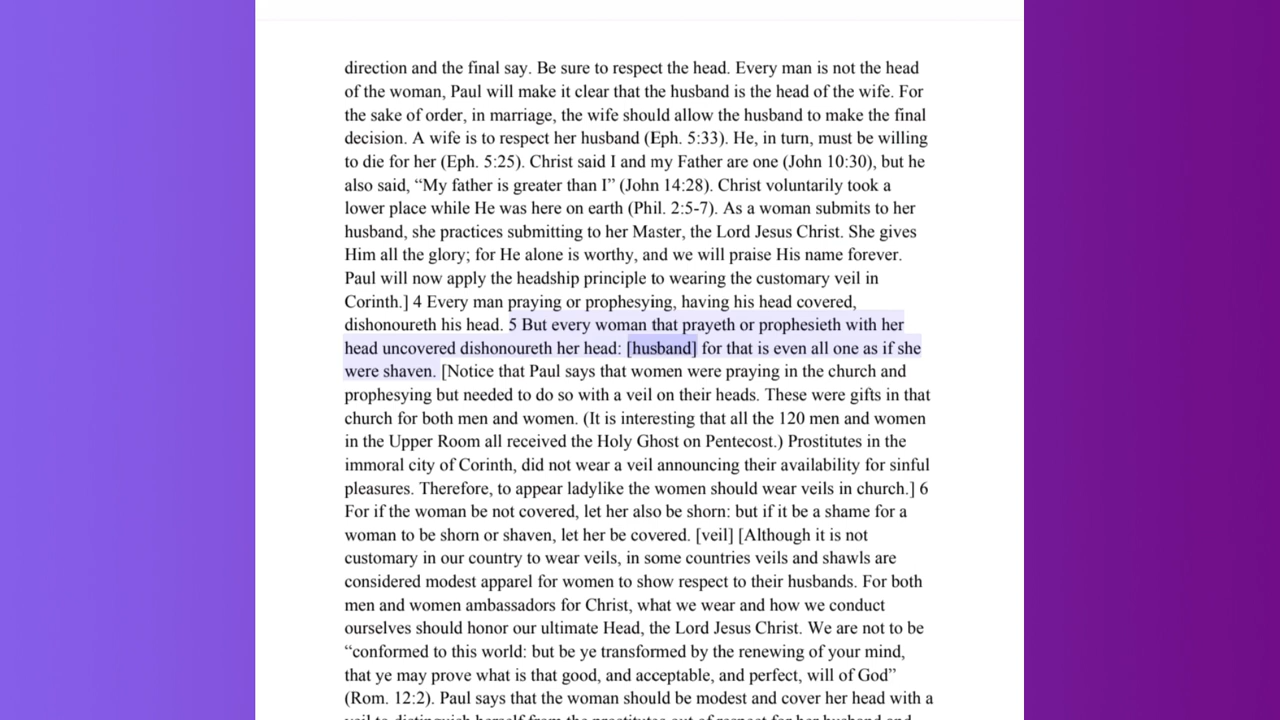 direction and the final say. Be sure to respect the head. Every man is not the head
of the woman, Paul will make it clear that the husband is the head of the wife. For
the sake of order, in marriage, the wife should allow the husband to make the final
decision. A wife is to respect her husband (Eph. 5:33). He, in turn, must be willing
to die for her (Eph. 5:25). Christ said I and my Father are one (John 10:30), but he
also said, “My father is greater than I” (John 14:28). Christ voluntarily took a
lower place while He was here on earth (Phil. 2:5-7). As a woman submits to her
husband, she practices submitting to her Master, the Lord Jesus Christ. She gives
Him all the glory; for He alone is worthy, and we will praise His name forever.
Paul will now apply the headship principle to wearing the customary veil in
Corinth.] 4 Every man praying or prophesying, having his head covered,
dishonoureth his head. 5 But every woman that prayeth or prophesieth with her
head uncovered dishonoureth her head: [husband] for that is even all one as if she
were shaven. [Notice that Paul says that women were praying in the church and
prophesying but needed to do so with a veil on their heads. These were gifts in that
church for both men and women. (It is interesting that all the 120 men and women
in the Upper Room all received the Holy Ghost on Pentecost.) Prostitutes in the
immoral city of Corinth, did not wear a veil announcing their availability for sinful
pleasures. Therefore, to appear ladylike the women should wear veils in church.] 6
For if the woman be not covered, let her also be shorn: but if it be a shame for a
woman to be shorn or shaven, let her be covered. [veil] [Although it is not
customary in our country to wear veils, in some countries veils and shawls are
considered modest apparel for women to show respect to their husbands. For both
men and women ambassadors for Christ, what we wear and how we conduct
ourselves should honor our ultimate Head, the Lord Jesus Christ. We are not to be
“conformed to this world: but be ye transformed by the renewing of your mind,
that ye may prove what is that good, and acceptable, and perfect, will of God”
(Rom. 12:2). Paul says that the woman should be modest and cover her head with a
veil to distinguish herself from the prostitutes out of respect for her husband and